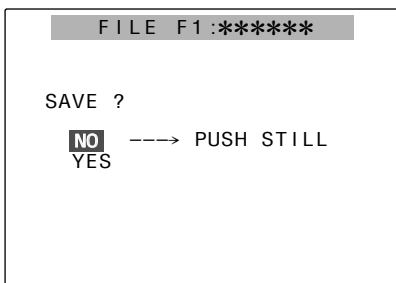 FILE F1:******
SAVE ?
NO ---→ PUSH STILL
YES